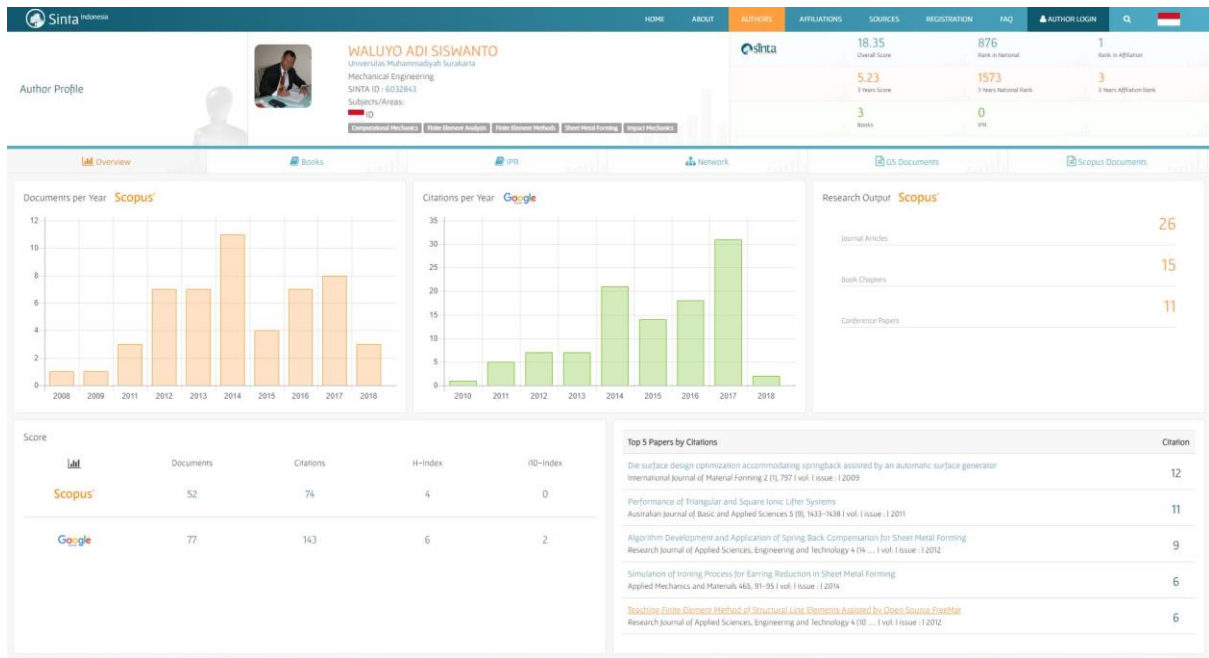 Sinta Indonesia
HOME ABOUT AUTHORS AFFILIATIONS SOURCES REGISTRATION FAQ AUTHOR LOGIN
Author Profile
WALUYO ADI SISWANTO
Universitas Muhammadiyah Surakarta
Mechanical Engineering
SINTA ID : 6032843
Subjects/Areas:
ID
Computational Mechanics Finite Element Analysis Finite Element Methods Sheet Metal Forming Impact Mechanics
sinta
18.35 876 1
Overall Score Rank in National Rank in Affiliation
5.23 1573 3
3 Years Score 3 Years National Rank 3 Years Affiliation Rank
3 0
Books IPR
Overview Books IPR Network GS Documents Scopus Documents
Documents per Year Scopus
12
10
8
6
4
2
0
2008 2009 2011 2012 2013 2014 2015 2016 2017 2018
Citations per Year Google
35
30
25
20
15
10
5
0
2010 2011 2012 2013 2014 2015 2016 2017 2018
Research Output Scopus
26
Journal Articles
15
Book Chapters
11
Conference Papers
Score
Documents Citations H-Index i10-Index
Scopus 52 74 4 0
Google 77 143 6 2
Top 5 Papers by Citations Citation
Die surface design optimization accommodating springback assisted by an automatic surface generator
International Journal of Material Forming 2 (1), 797 | vol: | issue : | 2009
12
Performance of Triangular and Square Ionic Lifter Systems
Australian Journal of Basic and Applied Sciences 5 (9), 1433-1438 | vol: | issue : | 2011
11
Algorithm Development and Application of Spring Back Compensation for Sheet Metal Forming
Research Journal of Applied Sciences, Engineering and Technology 4 (14 .... | vol: | issue : | 2012
9
Simulation of Ironing Process for Earring Reduction in Sheet Metal Forming
Applied Mechanics and Materials 465, 91-95 | vol: | issue : | 2014
6
Teaching Finite Element Method of Structural Line Elements Assisted by Open Source FreeMat
Research Journal of Applied Sciences, Engineering and Technology 4 (10 .... | vol: | issue : | 2012
6